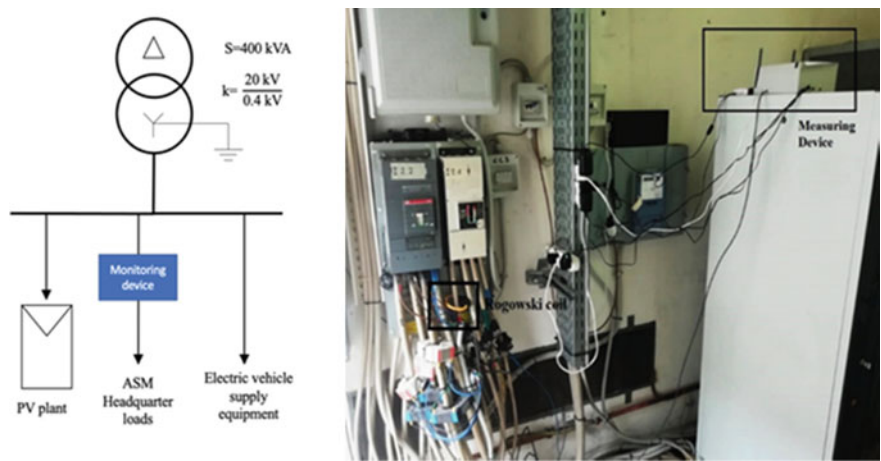 S=400 kVA
k= 20 kV
0.4 kV
Monitoring
device
PV plant
ASM
Headquarter
loads
Electric vehicle
supply
equipment
Measuring
Device
Rogowski coil